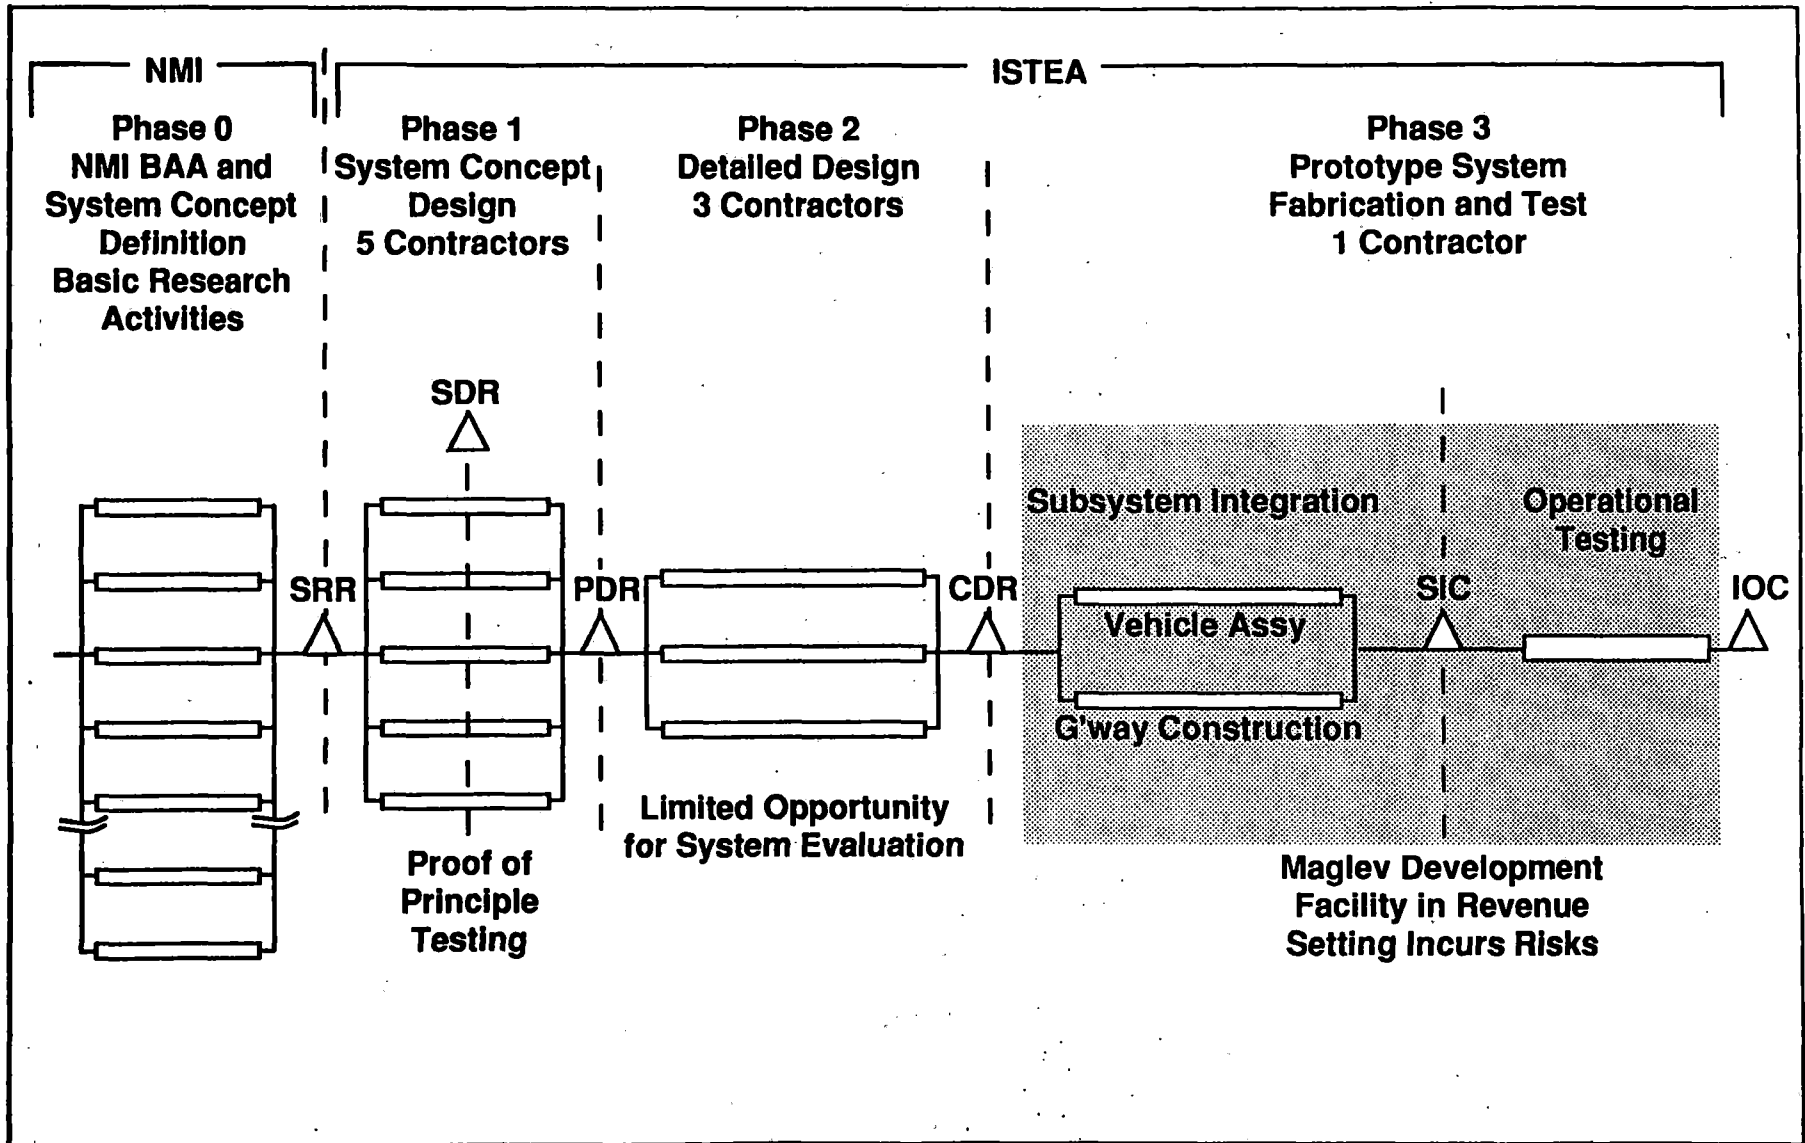 NMI
ISTEA
Phase 0
NMI BAA and
System Concept
Definition
Basic Research
Activities
Phase 1
System Concept
Design
5 Contractors
Phase 2
Detailed Design
3 Contractors
Phase 3
Prototype System
Fabrication and Test
1 Contractor
SDR
SRR
PDR
CDR
Subsystem Integration
Operational
Testing
Vehicle Assy
SIC
IOC
G'way Construction
Proof of
Principle
Testing
Limited Opportunity
for System Evaluation
Maglev Development
Facility in Revenue
Setting Incurs Risks